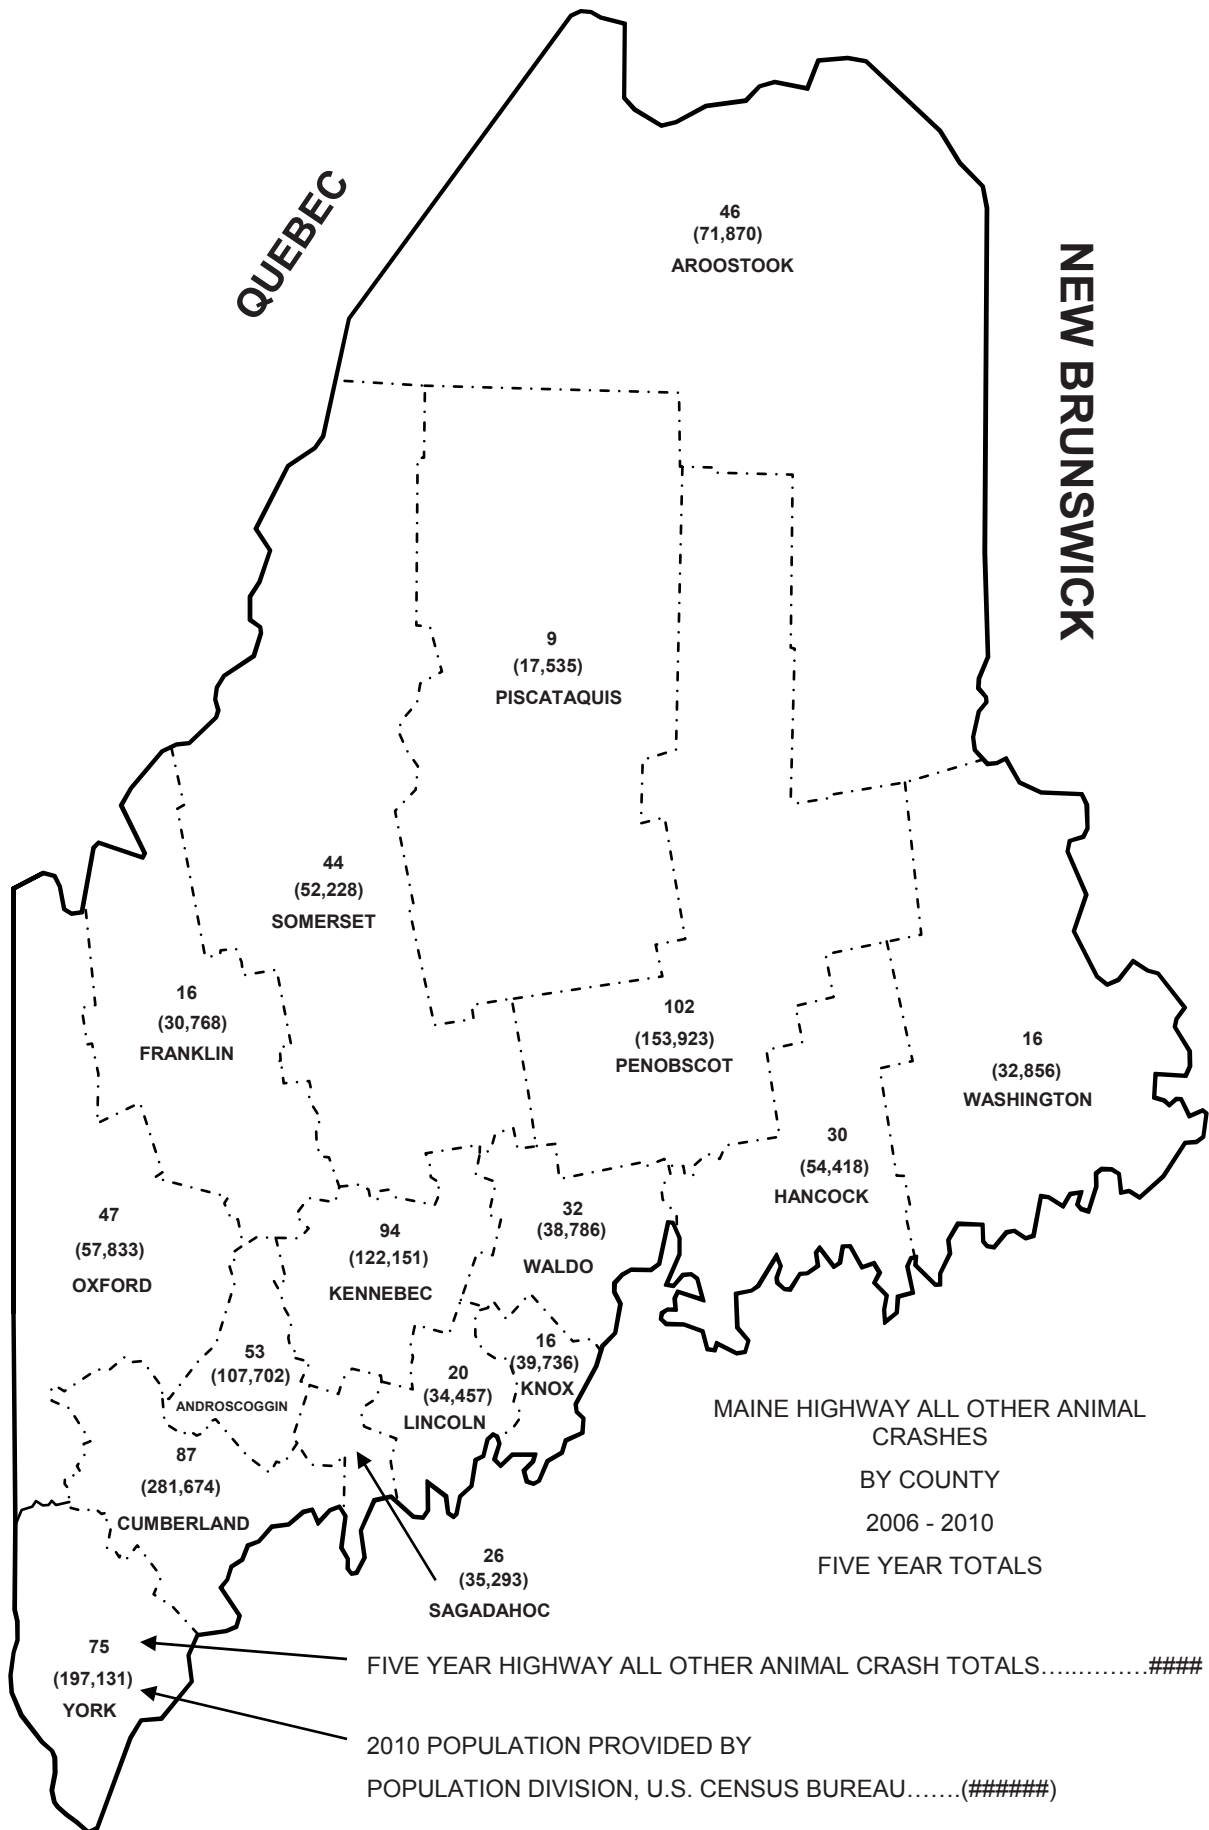 QUEBEC
NEW BRUNSWICK
46
(71,870)
AROOSTOOK
9
(17,535)
PISCATAQUIS
44
(52,228)
SOMERSET
16
(30,768)
FRANKLIN
102
(153,923)
PENOBSCOT
16
(32,856)
WASHINGTON
30
(54,418)
HANCOCK
47
(57,833)
OXFORD
94
(122,151)
KENNEBEC
32
(38,786)
WALDO
53
(107,702)
ANDROSCOGGIN
20
(34,457)
LINCOLN
16
(39,736)
KNOX
87
(281,674)
CUMBERLAND
26
(35,293)
SAGADAHOC
75
(197,131)
YORK
MAINE HIGHWAY ALL OTHER ANIMAL
CRASHES
BY COUNTY
2006 - 2010
FIVE YEAR TOTALS
FIVE YEAR HIGHWAY ALL OTHER ANIMAL CRASH TOTALS…..………####
2010 POPULATION PROVIDED BY
POPULATION DIVISION, U.S. CENSUS BUREAU…….(######)